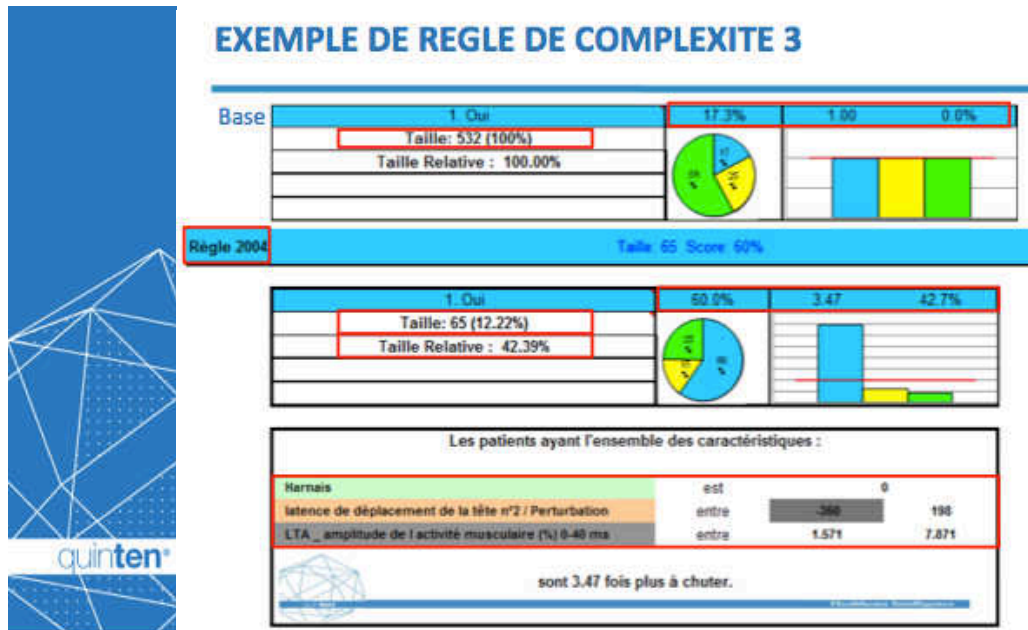 EXEMPLE DE REGLE DE COMPLEXITE 3
Base
1. Oui 17.3% 1.00 0.0%
Taille: 532 (100%)
Taille Relative : 100.00%
Règle 2004 Taille 65 Score 60%
1. Oui 60.0% 3.47 42.7%
Taille: 65 (12.22%)
Taille Relative : 42.39%
Les patients ayant l'ensemble des caractéristiques :
Harnais est 0
latence de déplacement de la tête n°2 / Perturbation entre -360 198
LTA _ amplitude de l activité musculaire (%) 0-40 ms entre 1.571 7.871
sont 3.47 fois plus à chuter.
quinten